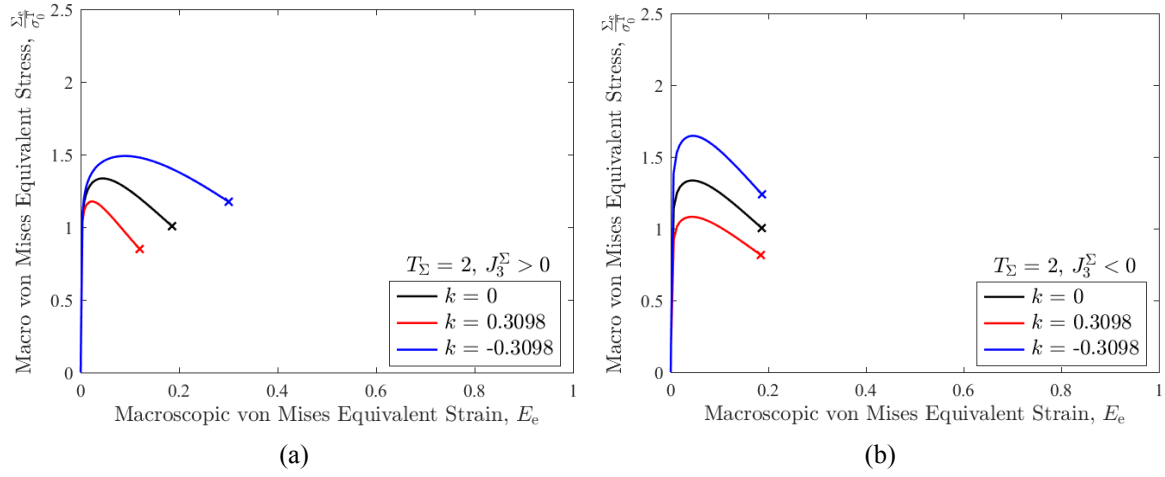 Macro von Mises Equivalent Stress, Σe/σ0
2.5
2
1.5
1
0.5
0
0 0.2 0.4 0.6 0.8 1
Macroscopic von Mises Equivalent Strain, Ee
TΣ = 2, J3Σ > 0
k = 0
k = 0.3098
k = -0.3098
(a)
Macro von Mises Equivalent Stress, Σe/σ0
2.5
2
1.5
1
0.5
0
0 0.2 0.4 0.6 0.8 1
Macroscopic von Mises Equivalent Strain, Ee
TΣ = 2, J3Σ < 0
k = 0
k = 0.3098
k = -0.3098
(b)